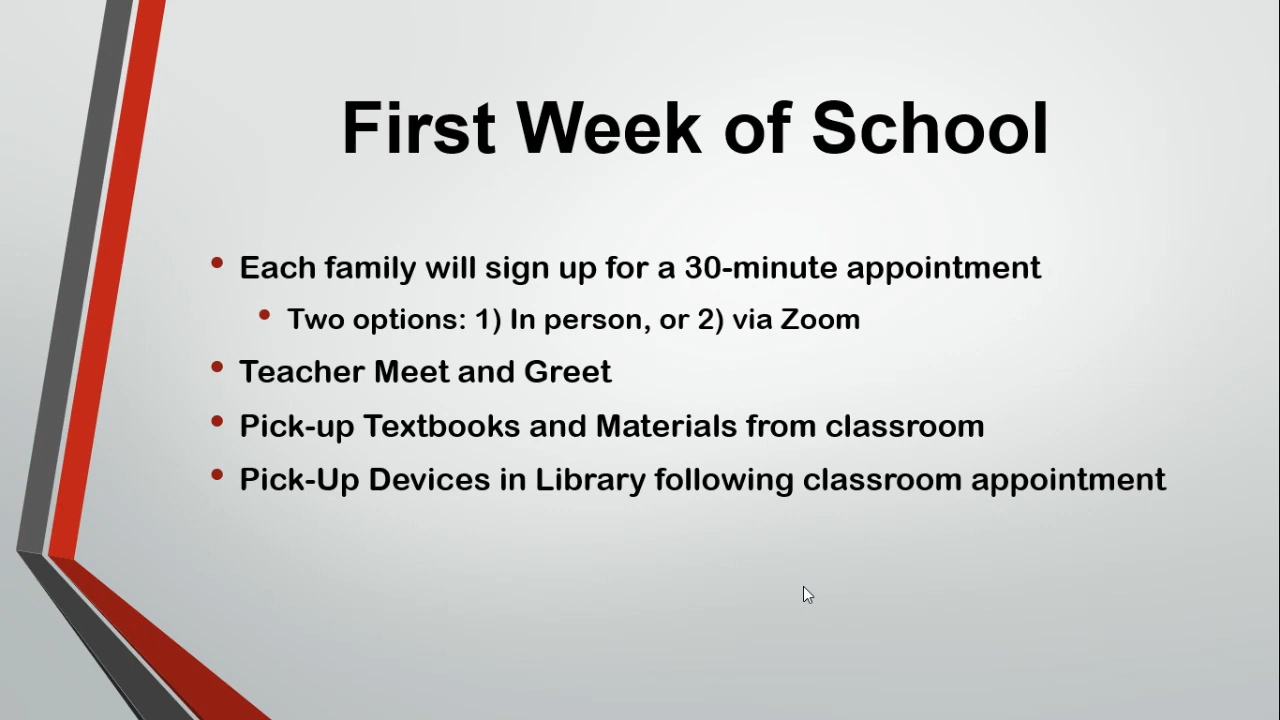 First Week of School
• Each family will sign up for a 30-minute appointment
• Two options: 1) In person, or 2) via Zoom
• Teacher Meet and Greet
• Pick-up Textbooks and Materials from classroom
• Pick-Up Devices in Library following classroom appointment